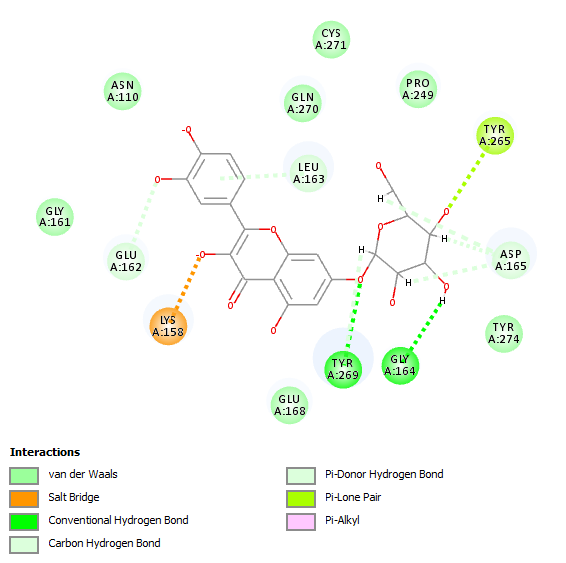 CYS
A:271
ASN
A:110
GLN
A:270
PRO
A:249
TYR
A:265
-O
O
O
LEU
A:163
H
O
GLY
A:161
O
O
H
GLU
A:162
-O
H
ASP
A:165
O
H
O
O
O
H
LYS
A:158
O
TYR
A:274
TYR
A:269
GLY
A:164
GLU
A:168
Interactions
van der Waals
Salt Bridge
Conventional Hydrogen Bond
Carbon Hydrogen Bond
Pi-Donor Hydrogen Bond
Pi-Lone Pair
Pi-Alkyl